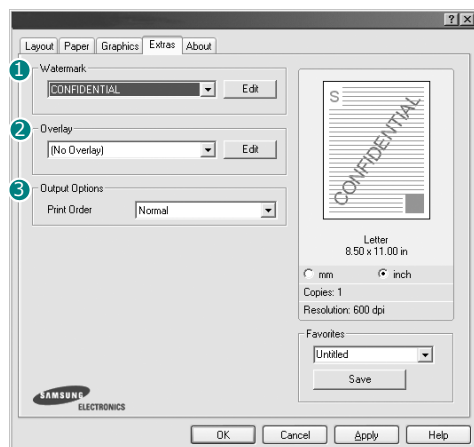 ? X
Layout Paper Graphics Extras About
1 Watermark
CONFIDENTIAL Edit
2 Overlay
(No Overlay) Edit
3 Output Options
Print Order Normal
S
CONFIDENTIAL
Letter
8.50 x 11.00 in
mm inch
Copies: 1
Resolution: 600 dpi
Favorites
Untitled
Save
SAMSUNG
ELECTRONICS
OK Cancel Apply Help